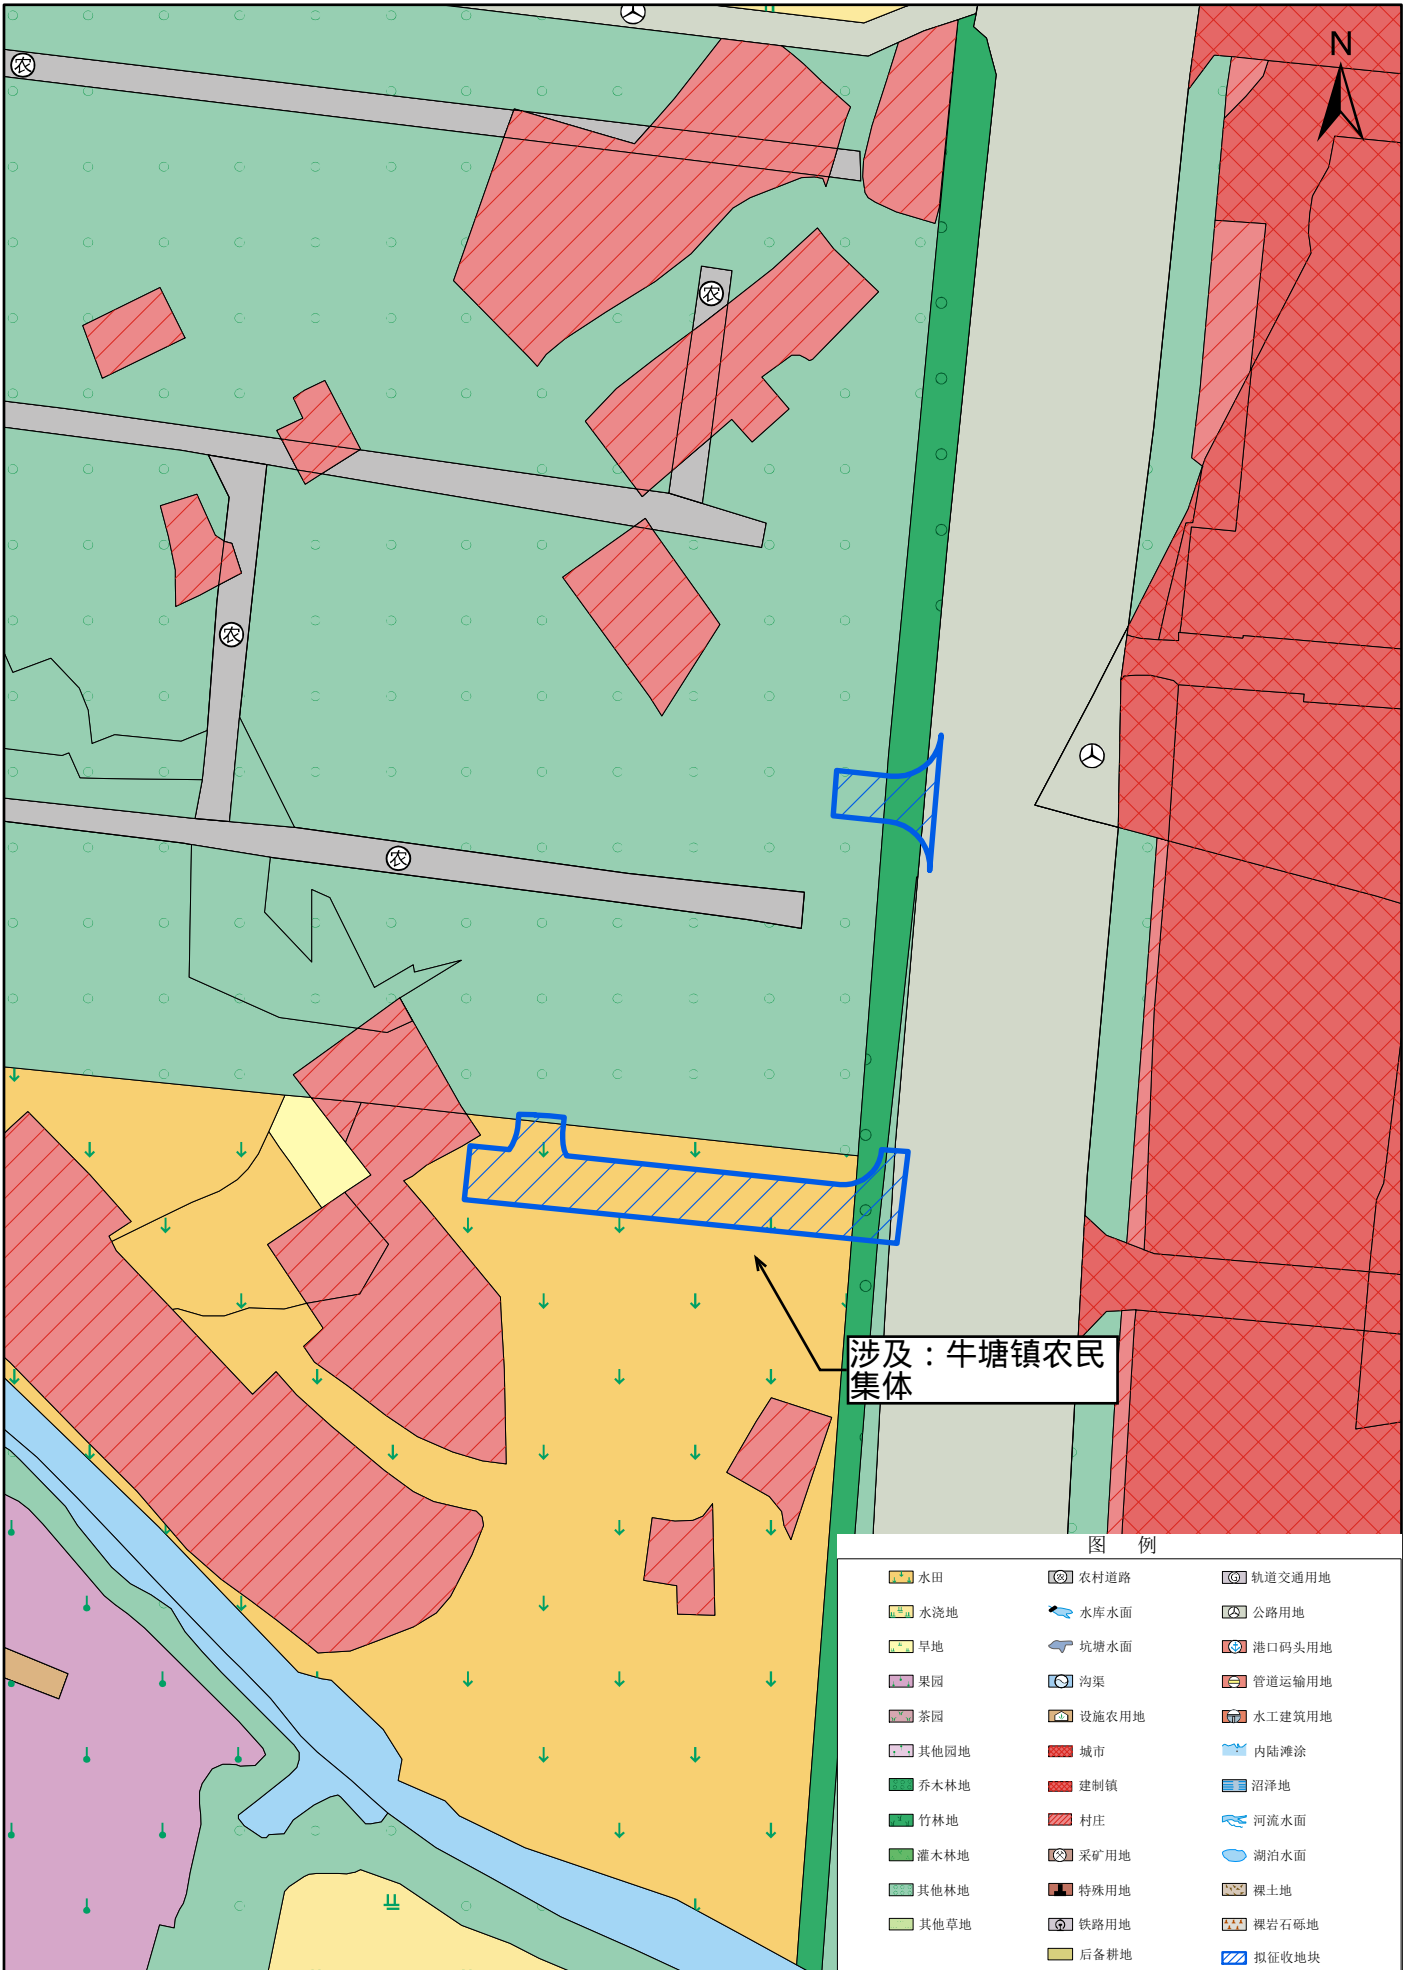 N
农
农
农
农
涉及：牛塘镇农民
集体
图 例
水田 农村道路 轨道交通用地
水浇地 水库水面 公路用地
旱地 坑塘水面 港口码头用地
果园 沟渠 管道运输用地
茶园 设施农用地 水工建筑用地
其他园地 城市 内陆滩涂
乔木林地 建制镇 沼泽地
竹林地 村庄 河流水面
灌木林地 采矿用地 湖泊水面
其他林地 特殊用地 裸土地
其他草地 铁路用地 裸岩石砾地
后备耕地 拟征收地块